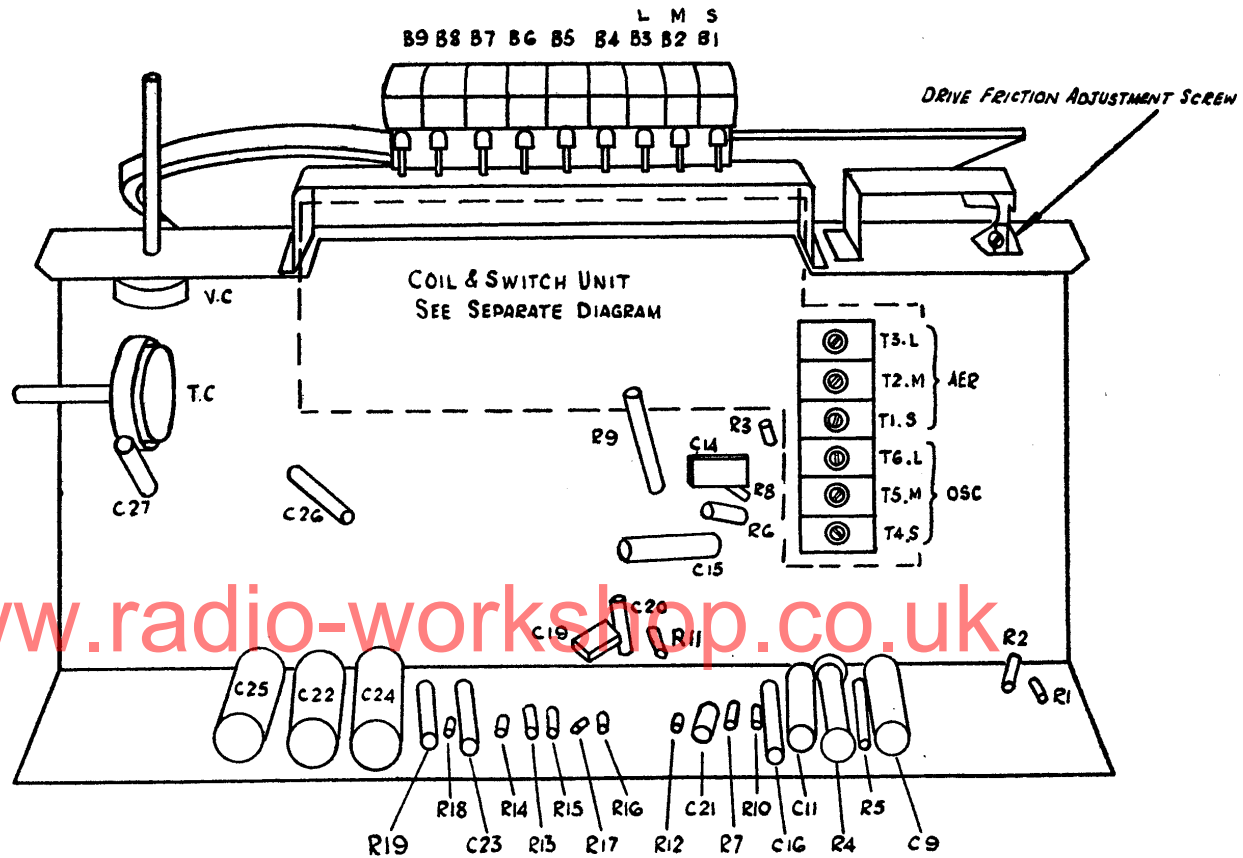 L M S
B9 B8 B7 B6 B5 B4 B3 B2 B1
DRIVE FRICTION ADJUSTMENT SCREW
COIL & SWITCH UNIT
SEE SEPARATE DIAGRAM
V.C
T.C
T3.L
T2.M
T1.S
AER
T6.L
T5.M
T4.S
OSC
R9
R3
C14
R8
R6
C15
C27
C26
C20
C19
R11
www.radio-workshop.co.uk
R2
R1
C25
C22
C24
R18 R14 R15 R16 C21 R10 C11 R5
R19 C23 R13 R17 R12 R7 C16 R4 C9